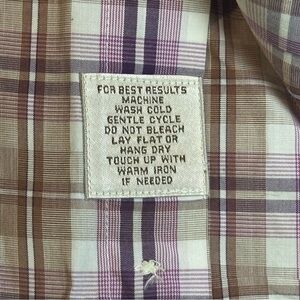 FOR BEST RESULTS
MACHINE
WASH COLD
GENTLE CYCLE
DO NOT BLEACH
LAY FLAT OR
HANG DRY
TOUCH UP WITH
WARM IRON
IF NEEDED